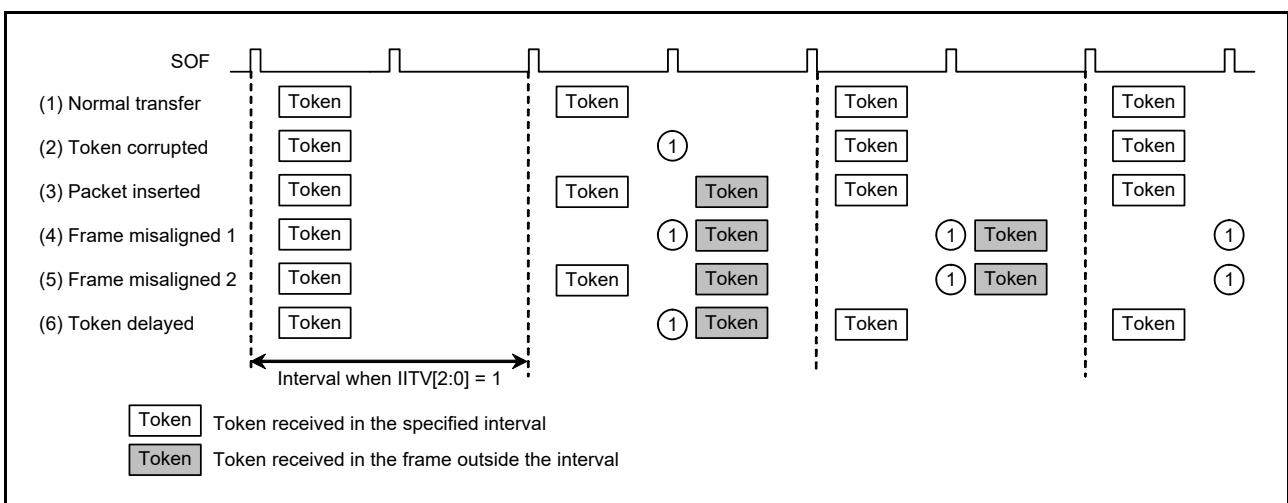 SOF
(1) Normal transfer Token Token Token Token
(2) Token corrupted Token 1 Token Token
(3) Packet inserted Token Token Token Token Token
(4) Frame misaligned 1 Token 1 Token 1 Token 1
(5) Frame misaligned 2 Token Token Token 1 Token 1
(6) Token delayed Token 1 Token Token Token
Interval when IITV[2:0] = 1
Token Token received in the specified interval
Token Token received in the frame outside the interval